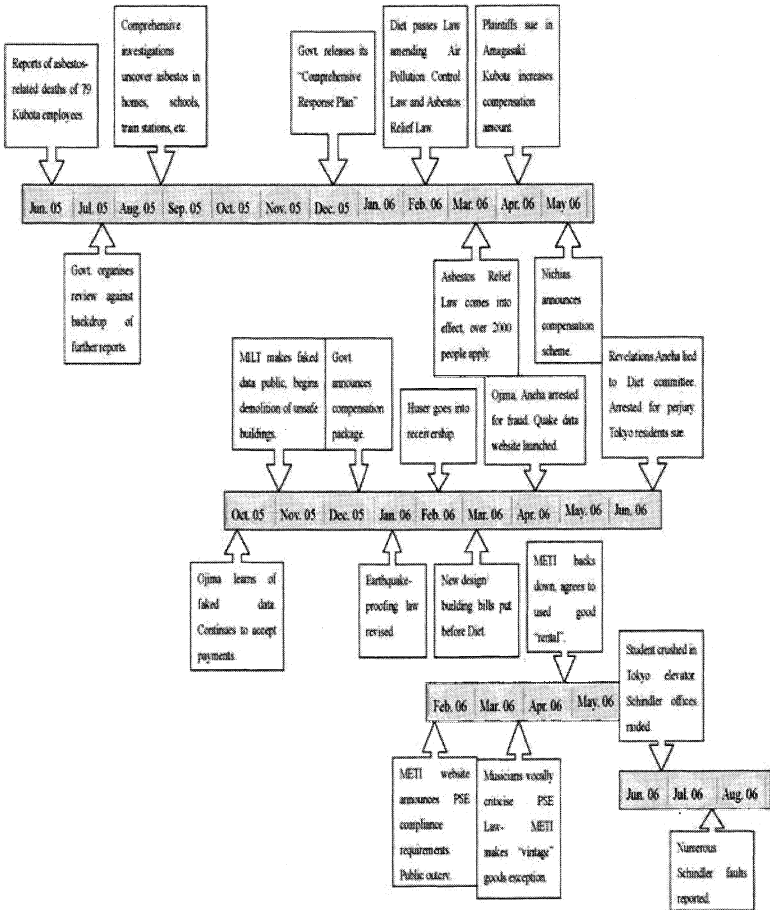 Reports of asbestos-
related deaths of 79
Kubota employees.
Comprehensive
investigations
uncover asbestos in
homes, schools,
train stations, etc.
Govt. releases its
“Comprehensive
Response Plan”
Diet passes Law
amending Air
Pollution Control
Law and Asbestos
Relief Law.
Plaintiffs sue in
Amagasaki.
Kubota increases
compensation
amount.
Jun. 05 Jul. 05 Aug. 05 Sep. 05 Oct. 05 Nov. 05 Dec. 05 Jan. 06 Feb. 06 Mar. 06 Apr. 06 May 06
Govt. organises
review against
backdrop of
further reports.
Asbestos Relief
Law comes into
effect, over 2000
people apply.
Nichias
announces
compensation
scheme.
MILT makes faked
data public, begins
demolition of unsafe
buildings.
Govt.
announces
compensation
package.
Huser goes into
receivership.
Ojima, Aneha arrested
for fraud. Quake data
website launched.
Revelations Aneha lied
to Diet committee.
Arrested for perjury.
Tokyo residents sue.
Oct. 05 Nov. 05 Dec. 05 Jan. 06 Feb. 06 Mar. 06 Apr. 06 May. 06 Jun. 06
Ojima learns of
faked data.
Continues to accept
payments.
Earthquake-
proofing law
revised.
New design/
building bills put
before Diet.
METI backs
down, agrees to
used good
“rental”.
Feb. 06 Mar. 06 Apr. 06 May. 06
METI website
announces PSE
compliance
requirements.
Public outcry.
Musicians vocally
criticise PSE
Law- METI
makes “vintage”
goods exception.
Student crushed in
Tokyo elevator.
Schindler offices
raided.
Jun. 06 Jul. 06 Aug. 06
Numerous
Schindler faults
reported.